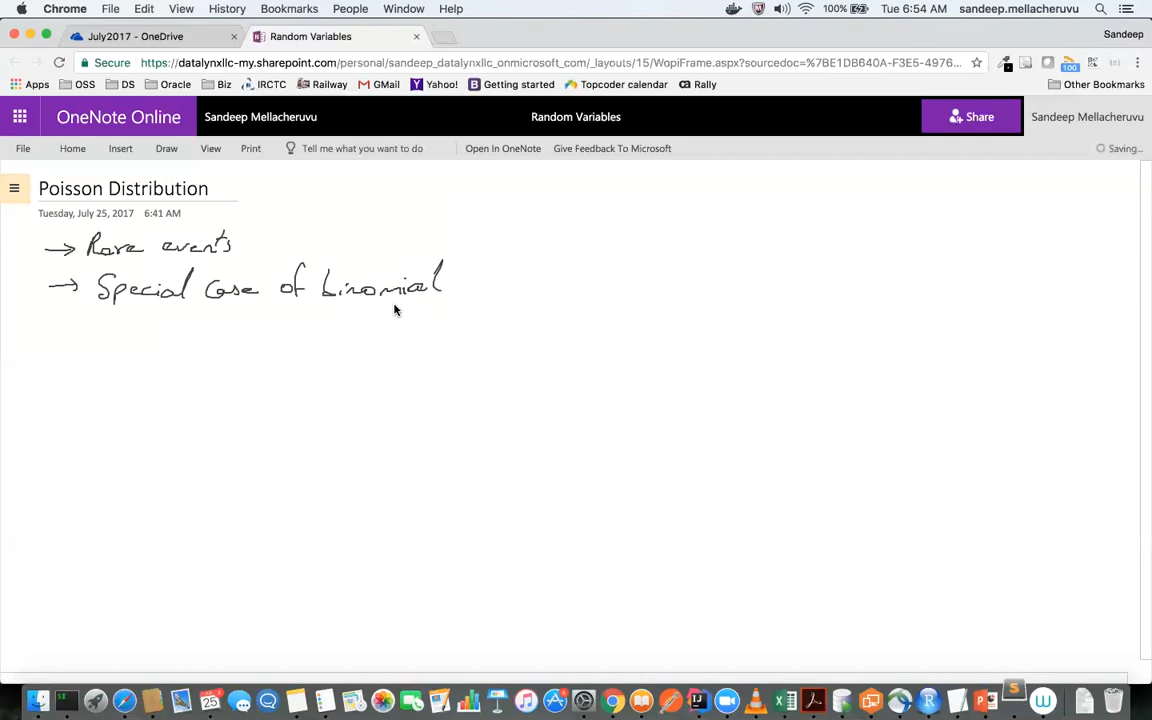 Chrome File Edit View History Bookmarks People Window Help 100% Tue 6:54 AM sandeep.mellacheruvu
July2017 - OneDrive × Random Variables × Sandeep
Secure https://datalynxllc-my.sharepoint.com/personal/sandeep_datalynxllc_onmicrosoft_com/_layouts/15/WopiFrame.aspx?sourcedoc=%7BE1DB640A-F3E5-4976...
Apps OSS DS Oracle Biz IRCTC Railway GMail Yahoo! Getting started Topcoder calendar Rally Other Bookmarks
OneNote Online Sandeep Mellacheruvu Random Variables Share Sandeep Mellacheruvu
File Home Insert Draw View Print Tell me what you want to do Open In OneNote Give Feedback To Microsoft Saving...
Poisson Distribution
Tuesday, July 25, 2017 6:41 AM
→ Rare events
→ Special Case of binomial